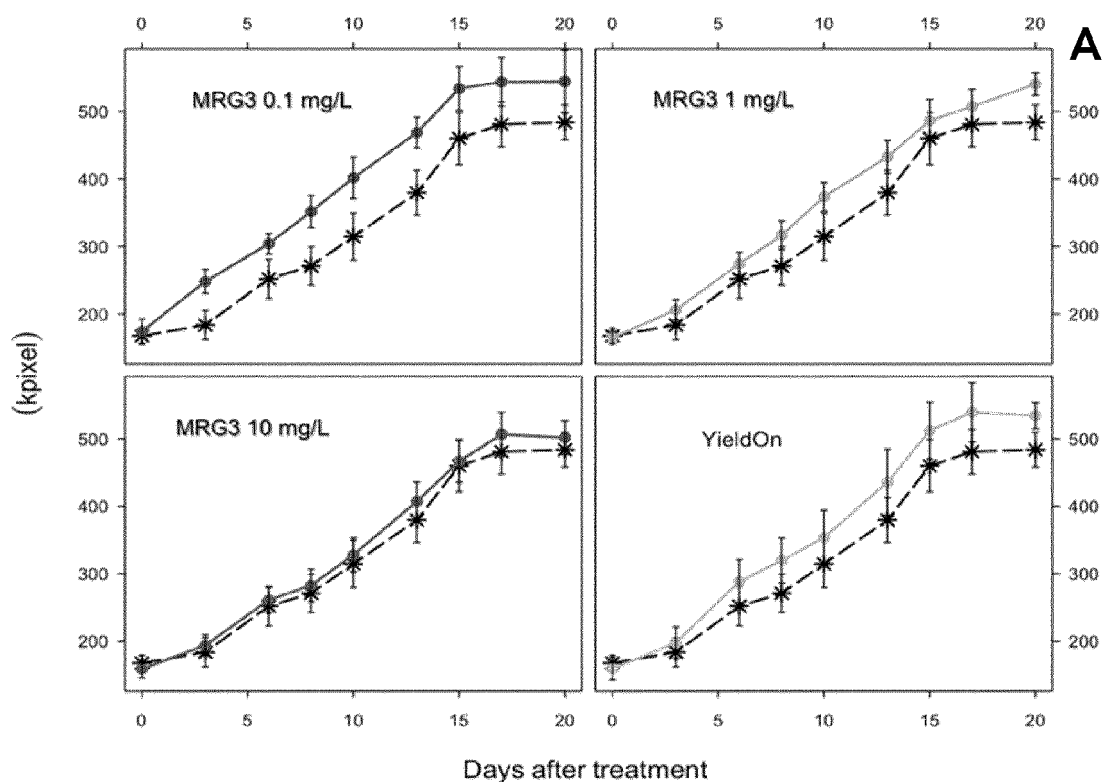 0 5 10 15 20 0 5 10 15 20
A
MRG3 0.1 mg/L MRG3 1 mg/L
500 500
400 400
300 300
200 200
(kpixel)
MRG3 10 mg/L YieldOn
500 500
400 400
300 300
200 200
0 5 10 15 20 0 5 10 15 20
Days after treatment